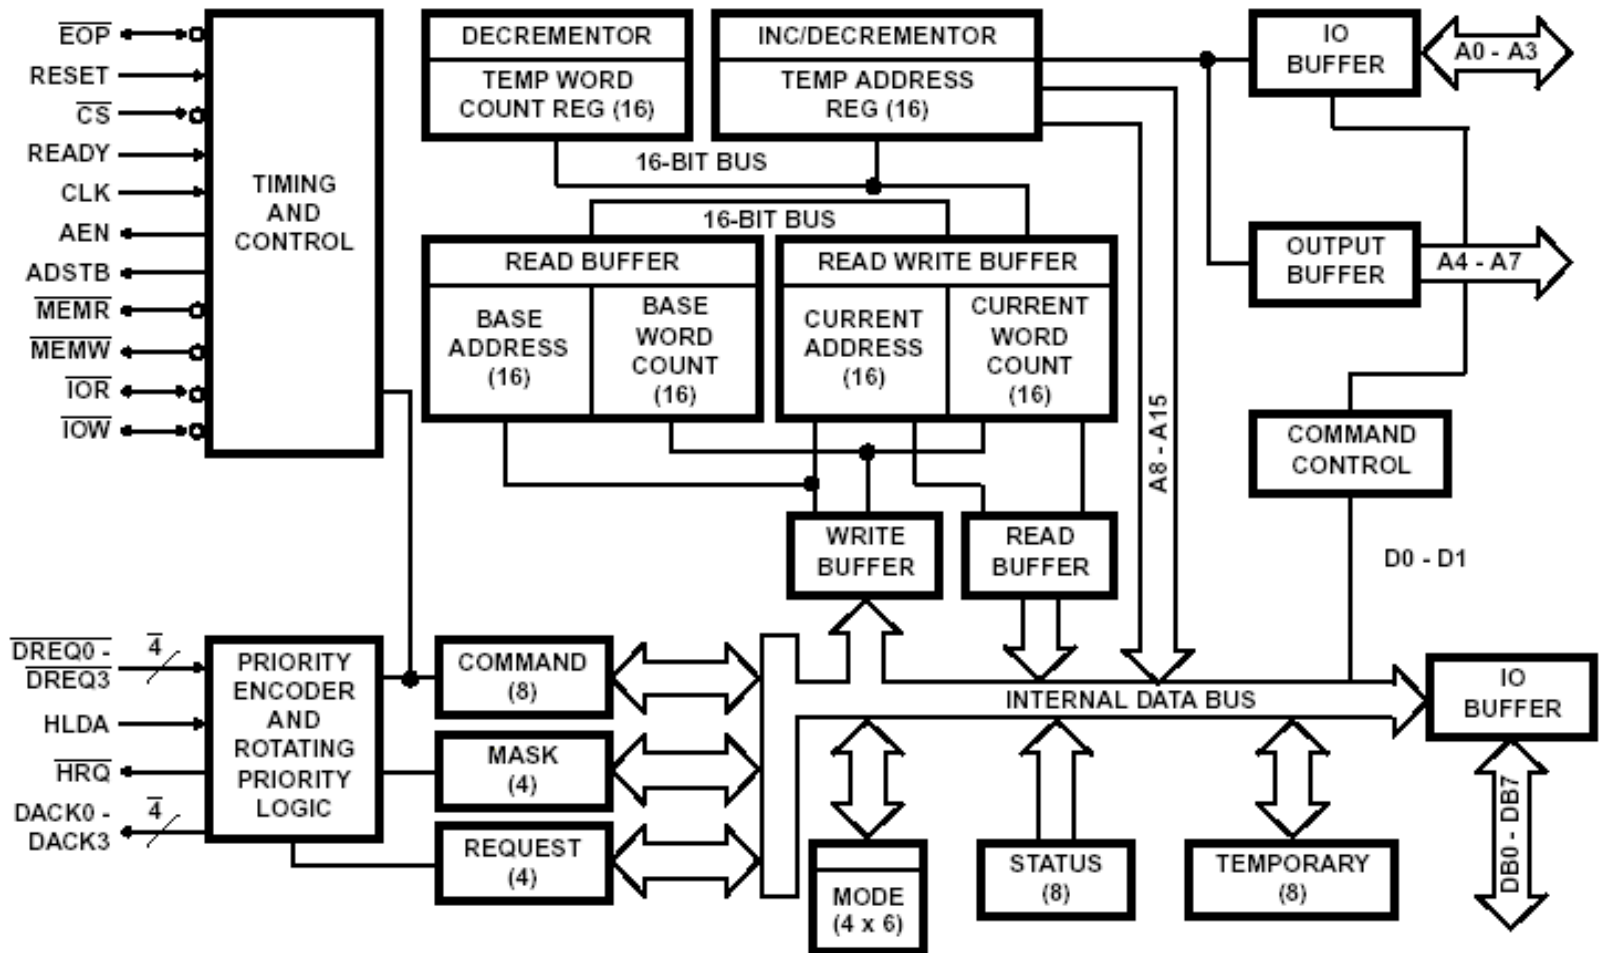 EOP
RESET
CS
READY
CLK
AEN
ADSTB
MEMR
MEMW
IOR
IOW
TIMING
AND
CONTROL
DECREMENTOR
TEMP WORD
COUNT REG (16)
INC/DECREMENTOR
TEMP ADDRESS
REG (16)
16-BIT BUS
16-BIT BUS
READ BUFFER
BASE
ADDRESS
(16)
BASE
WORD
COUNT
(16)
READ WRITE BUFFER
CURRENT
ADDRESS
(16)
CURRENT
WORD
COUNT
(16)
IO
BUFFER
A0 - A3
OUTPUT
BUFFER
A4 - A7
COMMAND
CONTROL
A8 - A15
D0 - D1
WRITE
BUFFER
READ
BUFFER
DREQ0 -
DREQ3
4
HLDA
HRQ
DACK0 -
DACK3
4
PRIORITY
ENCODER
AND
ROTATING
PRIORITY
LOGIC
COMMAND
(8)
MASK
(4)
REQUEST
(4)
INTERNAL DATA BUS
IO
BUFFER
DB0 - DB7
MODE
(4 x 6)
STATUS
(8)
TEMPORARY
(8)